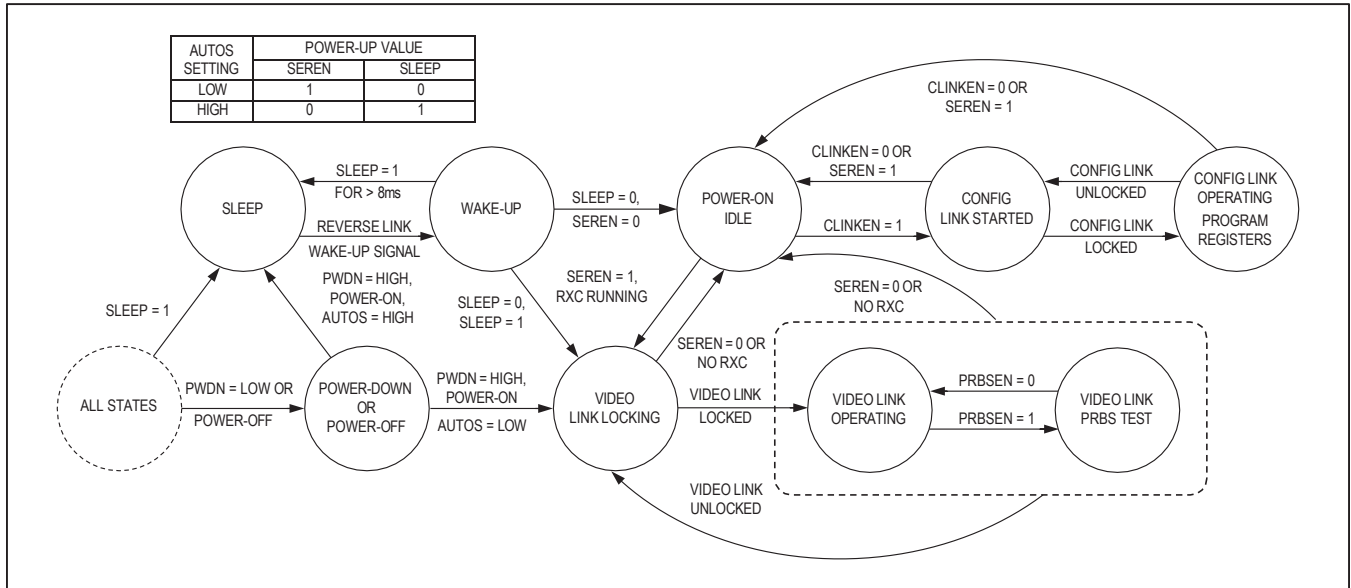 AUTOS
SETTING
POWER-UP VALUE
SEREN
SLEEP
LOW
1
0
HIGH
0
1
CLINKEN = 0 OR
SEREN = 1
SLEEP = 1
FOR > 8ms
SLEEP
REVERSE LINK
WAKE-UP SIGNAL
WAKE-UP
SLEEP = 0,
SEREN = 0
POWER-ON
IDLE
CLINKEN = 0 OR
SEREN = 1
CLINKEN = 1
CONFIG
LINK STARTED
CONFIG LINK
UNLOCKED
CONFIG LINK
LOCKED
CONFIG LINK
OPERATING
PROGRAM
REGISTERS
SLEEP = 1
PWDN = HIGH,
POWER-ON,
AUTOS = HIGH
SLEEP = 0,
SLEEP = 1
SEREN = 1,
RXC RUNNING
SEREN = 0 OR
NO RXC
SEREN = 0 OR
NO RXC
ALL STATES
PWDN = LOW OR
POWER-OFF
POWER-DOWN
OR
POWER-OFF
PWDN = HIGH,
POWER-ON
AUTOS = LOW
VIDEO
LINK LOCKING
VIDEO LINK
LOCKED
VIDEO LINK
OPERATING
PRBSEN = 0
PRBSEN = 1
VIDEO LINK
PRBS TEST
VIDEO LINK
UNLOCKED